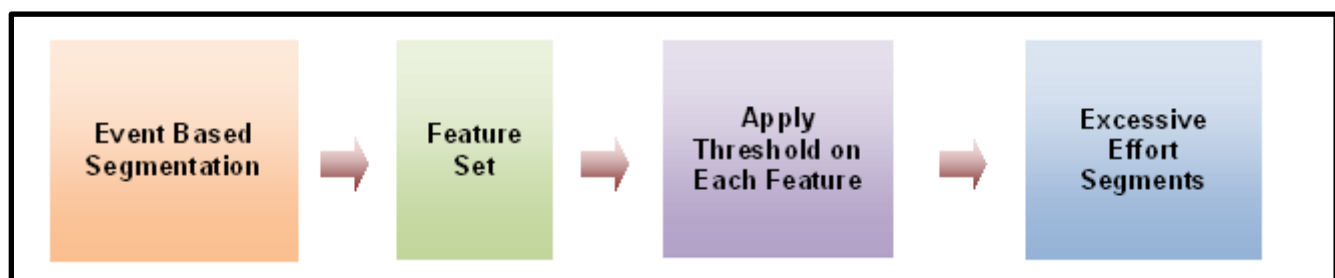 Event Based
Segmentation
Feature
Set
Apply
Threshold on
Each Feature
Excessive
Effort
Segments